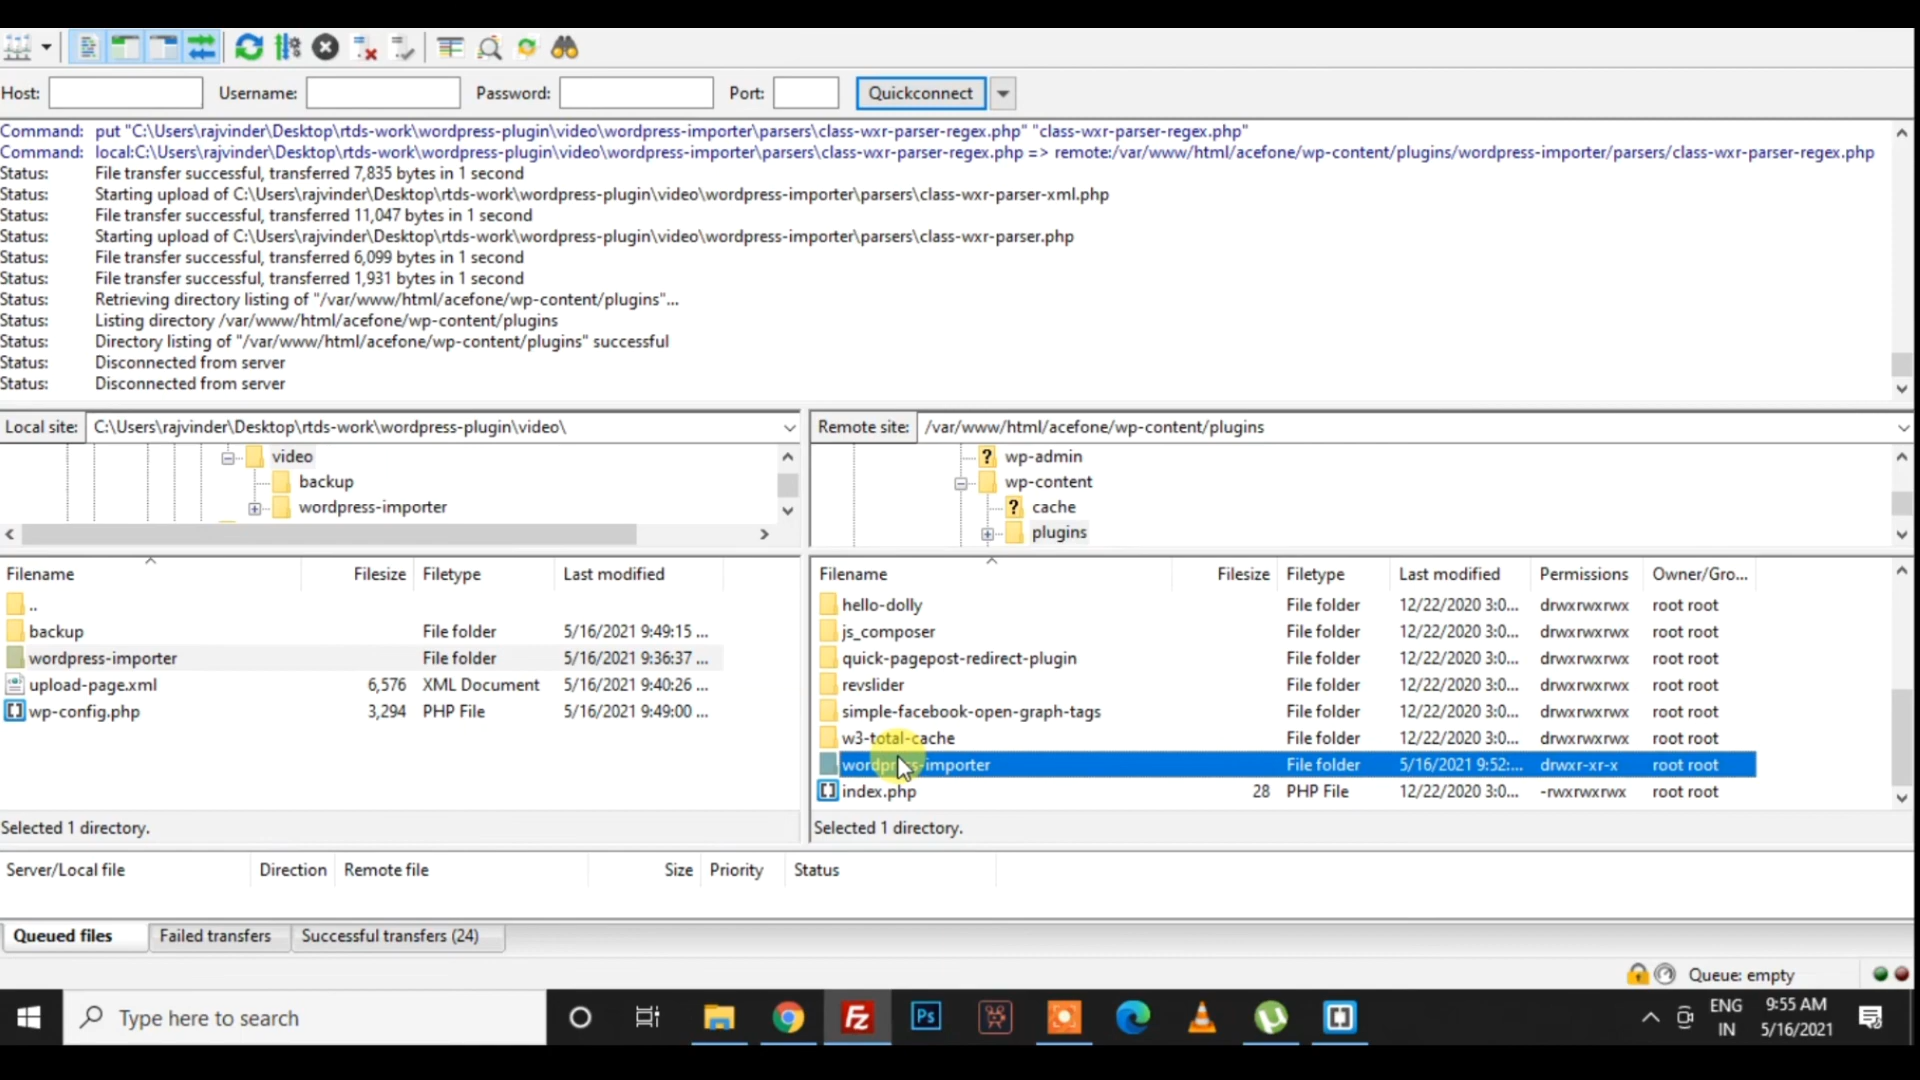 Host: Username: Password: Port: Quickconnect
Command: put "C:\Users\rajvinder\Desktop\rtds-work\wordpress-plugin\video\wordpress-importer\parsers\class-wxr-parser-regex.php" "class-wxr-parser-regex.php"
Command: local:C:\Users\rajvinder\Desktop\rtds-work\wordpress-plugin\video\wordpress-importer\parsers\class-wxr-parser-regex.php => remote:/var/www/html/acefone/wp-content/plugins/wordpress-importer/parsers/class-wxr-parser-regex.php
Status: File transfer successful, transferred 7,835 bytes in 1 second
Status: Starting upload of C:\Users\rajvinder\Desktop\rtds-work\wordpress-plugin\video\wordpress-importer\parsers\class-wxr-parser-xml.php
Status: File transfer successful, transferred 11,047 bytes in 1 second
Status: Starting upload of C:\Users\rajvinder\Desktop\rtds-work\wordpress-plugin\video\wordpress-importer\parsers\class-wxr-parser.php
Status: File transfer successful, transferred 6,099 bytes in 1 second
Status: File transfer successful, transferred 1,931 bytes in 1 second
Status: Retrieving directory listing of "/var/www/html/acefone/wp-content/plugins"...
Status: Listing directory /var/www/html/acefone/wp-content/plugins
Status: Directory listing of "/var/www/html/acefone/wp-content/plugins" successful
Status: Disconnected from server
Status: Disconnected from server
Local site: C:\Users\rajvinder\Desktop\rtds-work\wordpress-plugin\video\
video
backup
wordpress-importer
Filename Filesize Filetype Last modified
..
backup File folder 5/16/2021 9:49:15 ...
wordpress-importer File folder 5/16/2021 9:36:37 ...
upload-page.xml 6,576 XML Document 5/16/2021 9:40:26 ...
wp-config.php 3,294 PHP File 5/16/2021 9:49:00 ...
Selected 1 directory.
Remote site: /var/www/html/acefone/wp-content/plugins
wp-admin
wp-content
cache
plugins
Filename Filesize Filetype Last modified Permissions Owner/Gro...
hello-dolly File folder 12/22/2020 3:0... drwxrwxrwx root root
js_composer File folder 12/22/2020 3:0... drwxrwxrwx root root
quick-pagepost-redirect-plugin File folder 12/22/2020 3:0... drwxrwxrwx root root
revslider File folder 12/22/2020 3:0... drwxrwxrwx root root
simple-facebook-open-graph-tags File folder 12/22/2020 3:0... drwxrwxrwx root root
w3-total-cache File folder 12/22/2020 3:0... drwxrwxrwx root root
wordpress-importer File folder 5/16/2021 9:52:... drwxr-xr-x root root
index.php 28 PHP File 12/22/2020 3:0... -rwxrwxrwx root root
Selected 1 directory.
Server/Local file Direction Remote file Size Priority Status
Queued files Failed transfers Successful transfers (24)
Queue: empty
Type here to search
Fz
Ps
ENG
IN
9:55 AM
5/16/2021